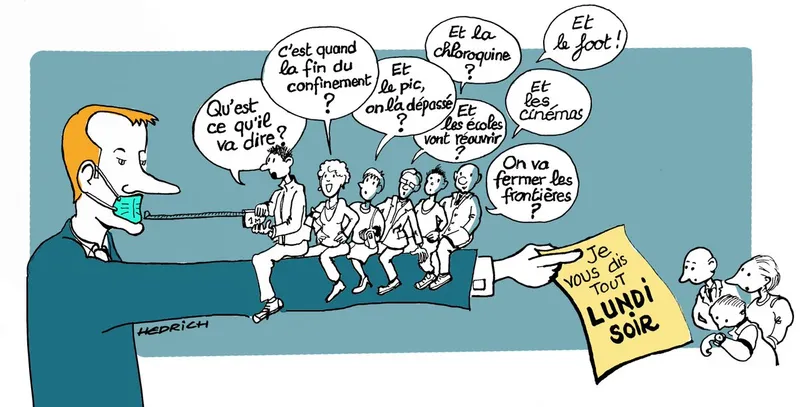 Qu'est
ce qu'il
va dire?
C'est quand
la fin du
confinement
?
Et
le pic,
on l'a dépassé
?
Et la
chloroquine
?
Et
le foot!
Et
les écoles
vont réouvrir
?
Et
les
cinémas
On va
fermer les
frontières
?
1M
Je
vous dis
TOUT
LUNDI
SOIR
HEDRICH